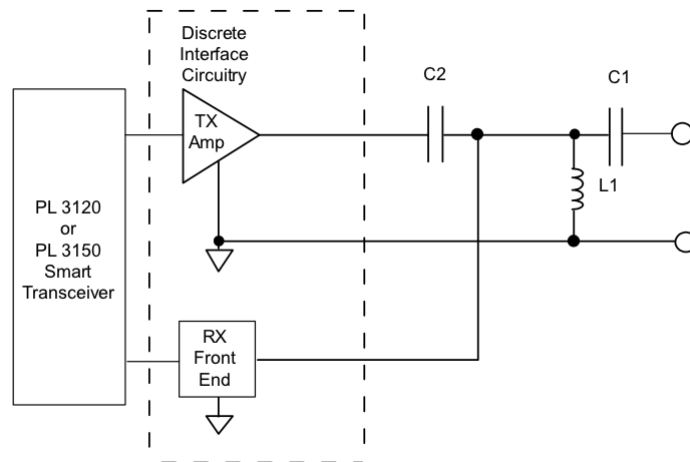 Discrete
Interface
Circuitry
C2
C1
TX
Amp
L1
PL 3120
or
PL 3150
Smart
Transceiver
RX
Front
End